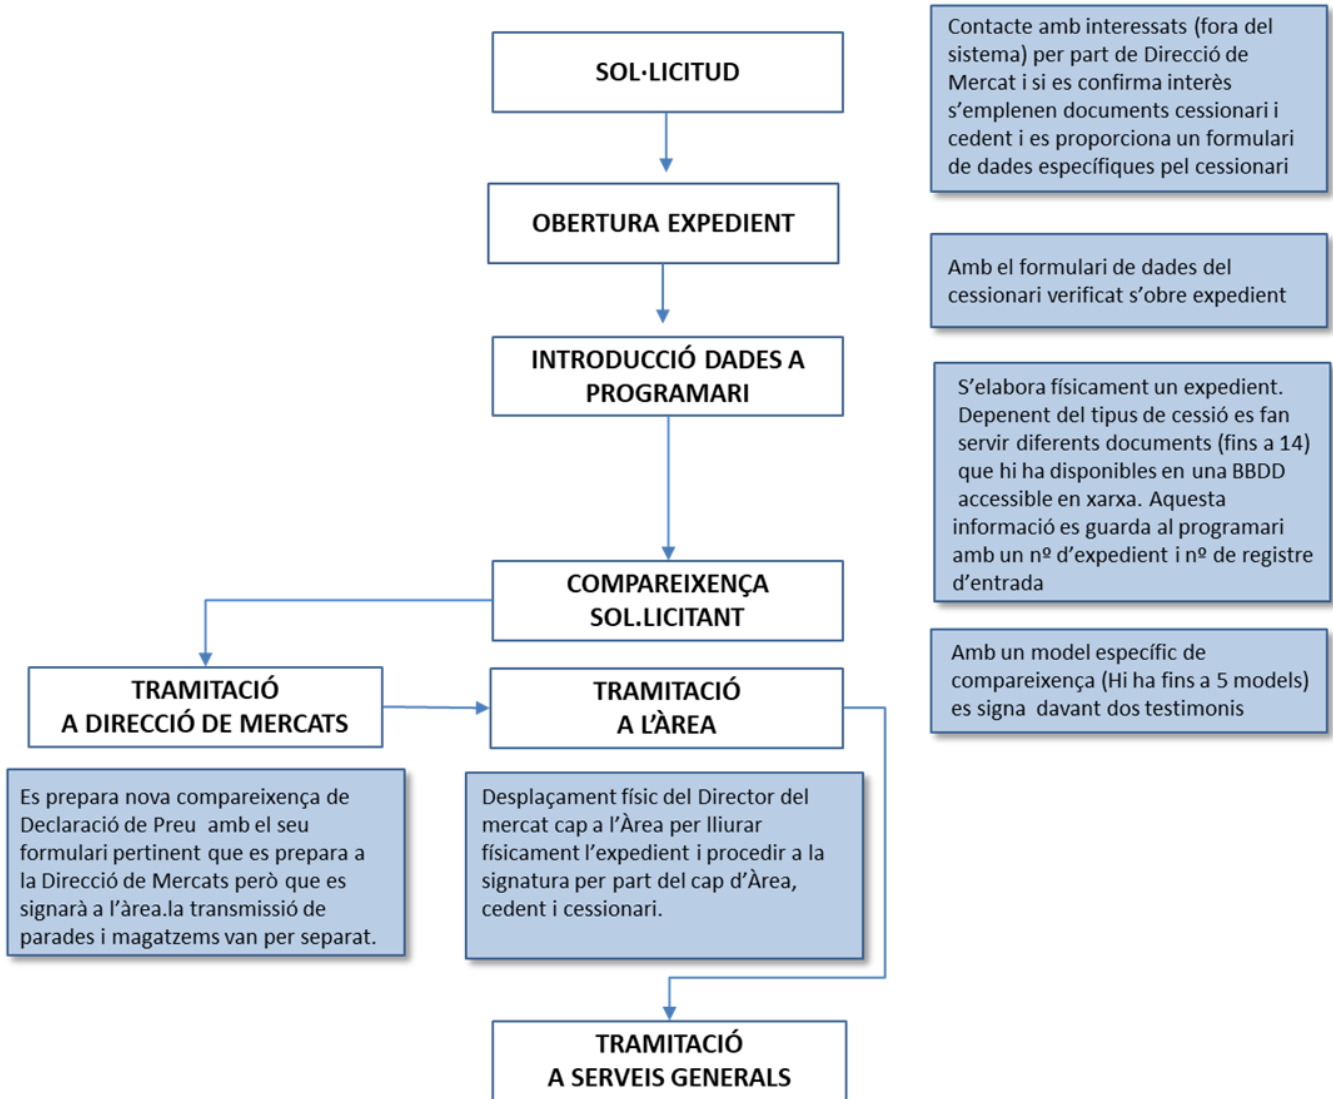 SOL·LICITUD
Contacte amb interessats (fora del
sistema) per part de Direcció de
Mercat i si es confirma interès
s'emplenen documents cessionari i
cedent i es proporciona un formulari
de dades específiques pel cessionari
OBERTURA EXPEDIENT
Amb el formulari de dades del
cessionari verificat s'obre expedient
INTRODUCCIÓ DADES A
PROGRAMARI
S'elabora físicament un expedient.
Depenent del tipus de cessió es fan
servir diferents documents (fins a 14)
que hi ha disponibles en una BBDD
accessible en xarxa. Aquesta
informació es guarda al programari
amb un nº d'expedient i nº de registre
d'entrada
COMPAREIXENÇA
SOL.LICITANT
Amb un model específic de
compareixença (Hi ha fins a 5 models)
es signa davant dos testimonis
TRAMITACIÓ
A DIRECCIÓ DE MERCATS
TRAMITACIÓ
A L'ÀREA
Es prepara nova compareixença de
Declaració de Preu amb el seu
formulari pertinent que es prepara a
la Direcció de Mercats però que es
signarà a l'àrea.la transmissió de
parades i magatzems van per separat.
Desplaçament físic del Director del
mercat cap a l'Àrea per lliurar
físicament l'expedient i procedir a la
signatura per part del cap d'Àrea,
cedent i cessionari.
TRAMITACIÓ
A SERVEIS GENERALS